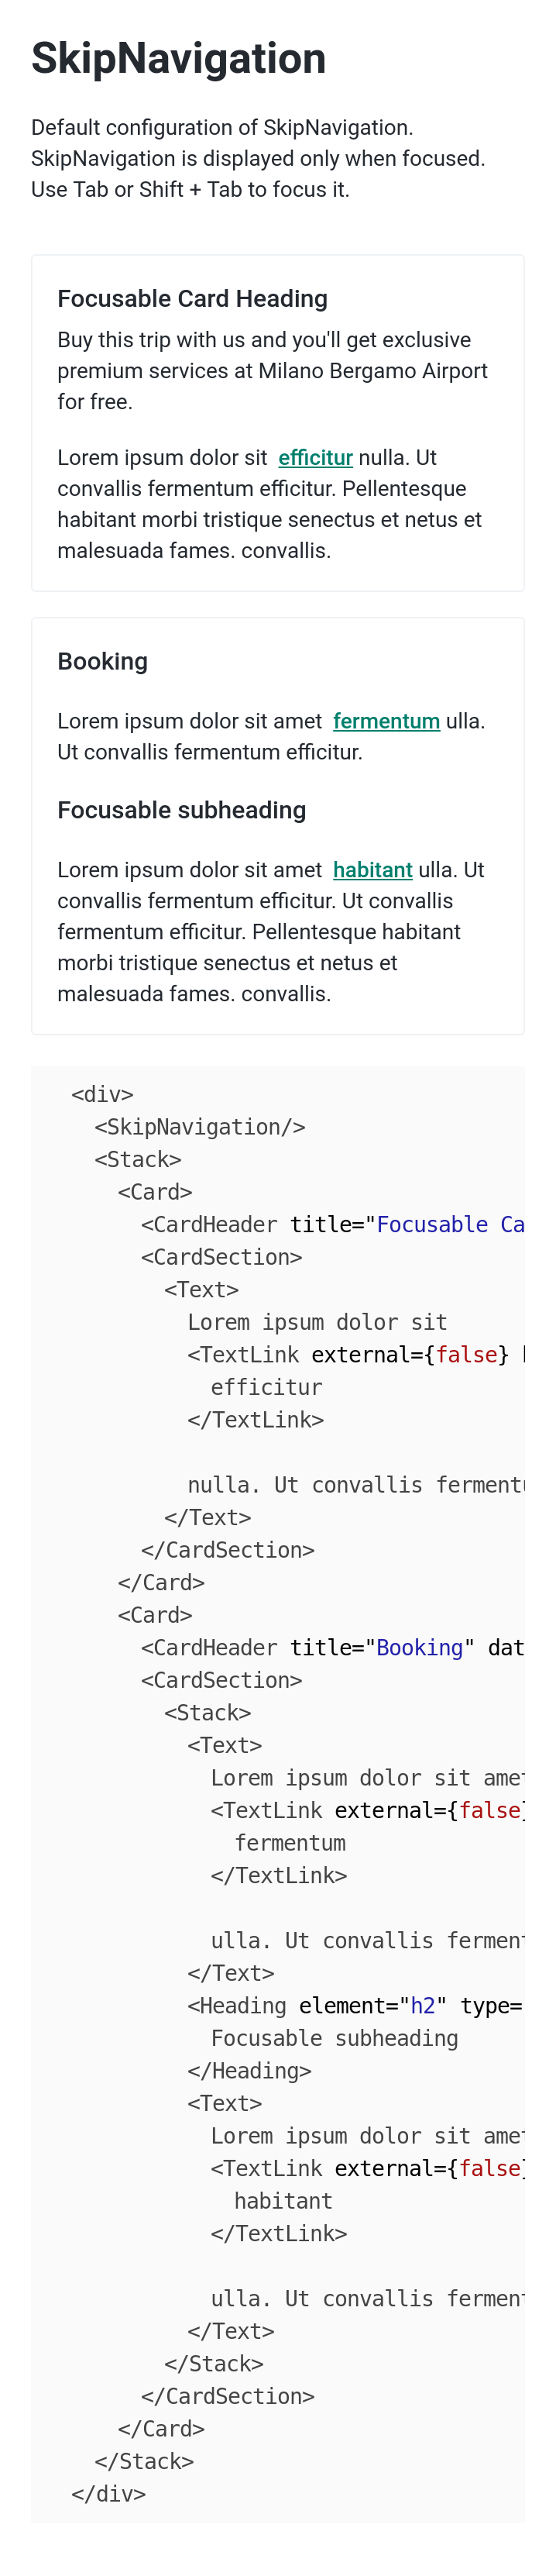 SkipNavigation
Default configuration of SkipNavigation.
SkipNavigation is displayed only when focused.
Use Tab or Shift + Tab to focus it.
Focusable Card Heading
Buy this trip with us and you'll get exclusive
premium services at Milano Bergamo Airport
for free.
Lorem ipsum dolor sit efficitur nulla. Ut
convallis fermentum efficitur. Pellentesque
habitant morbi tristique senectus et netus et
malesuada fames. convallis.
Booking
Lorem ipsum dolor sit amet fermentum ulla.
Ut convallis fermentum efficitur.
Focusable subheading
Lorem ipsum dolor sit amet habitant ulla. Ut
convallis fermentum efficitur. Ut convallis
fermentum efficitur. Pellentesque habitant
morbi tristique senectus et netus et
malesuada fames. convallis.
<div>
<SkipNavigation/>
<Stack>
<Card>
<CardHeader title="Focusable Ca
<CardSection>
<Text>
Lorem ipsum dolor sit
<TextLink external={false}
efficitur
</TextLink>
nulla. Ut convallis ferment
</Text>
</CardSection>
</Card>
<Card>
<CardHeader title="Booking" dat
<CardSection>
<Stack>
<Text>
Lorem ipsum dolor sit ame
<TextLink external={false}
fermentum
</TextLink>
ulla. Ut convallis fermen
</Text>
<Heading element="h2" type=
Focusable subheading
</Heading>
<Text>
Lorem ipsum dolor sit ame
<TextLink external={false}
habitant
</TextLink>
ulla. Ut convallis fermen
</Text>
</Stack>
</CardSection>
</Card>
</Stack>
</div>